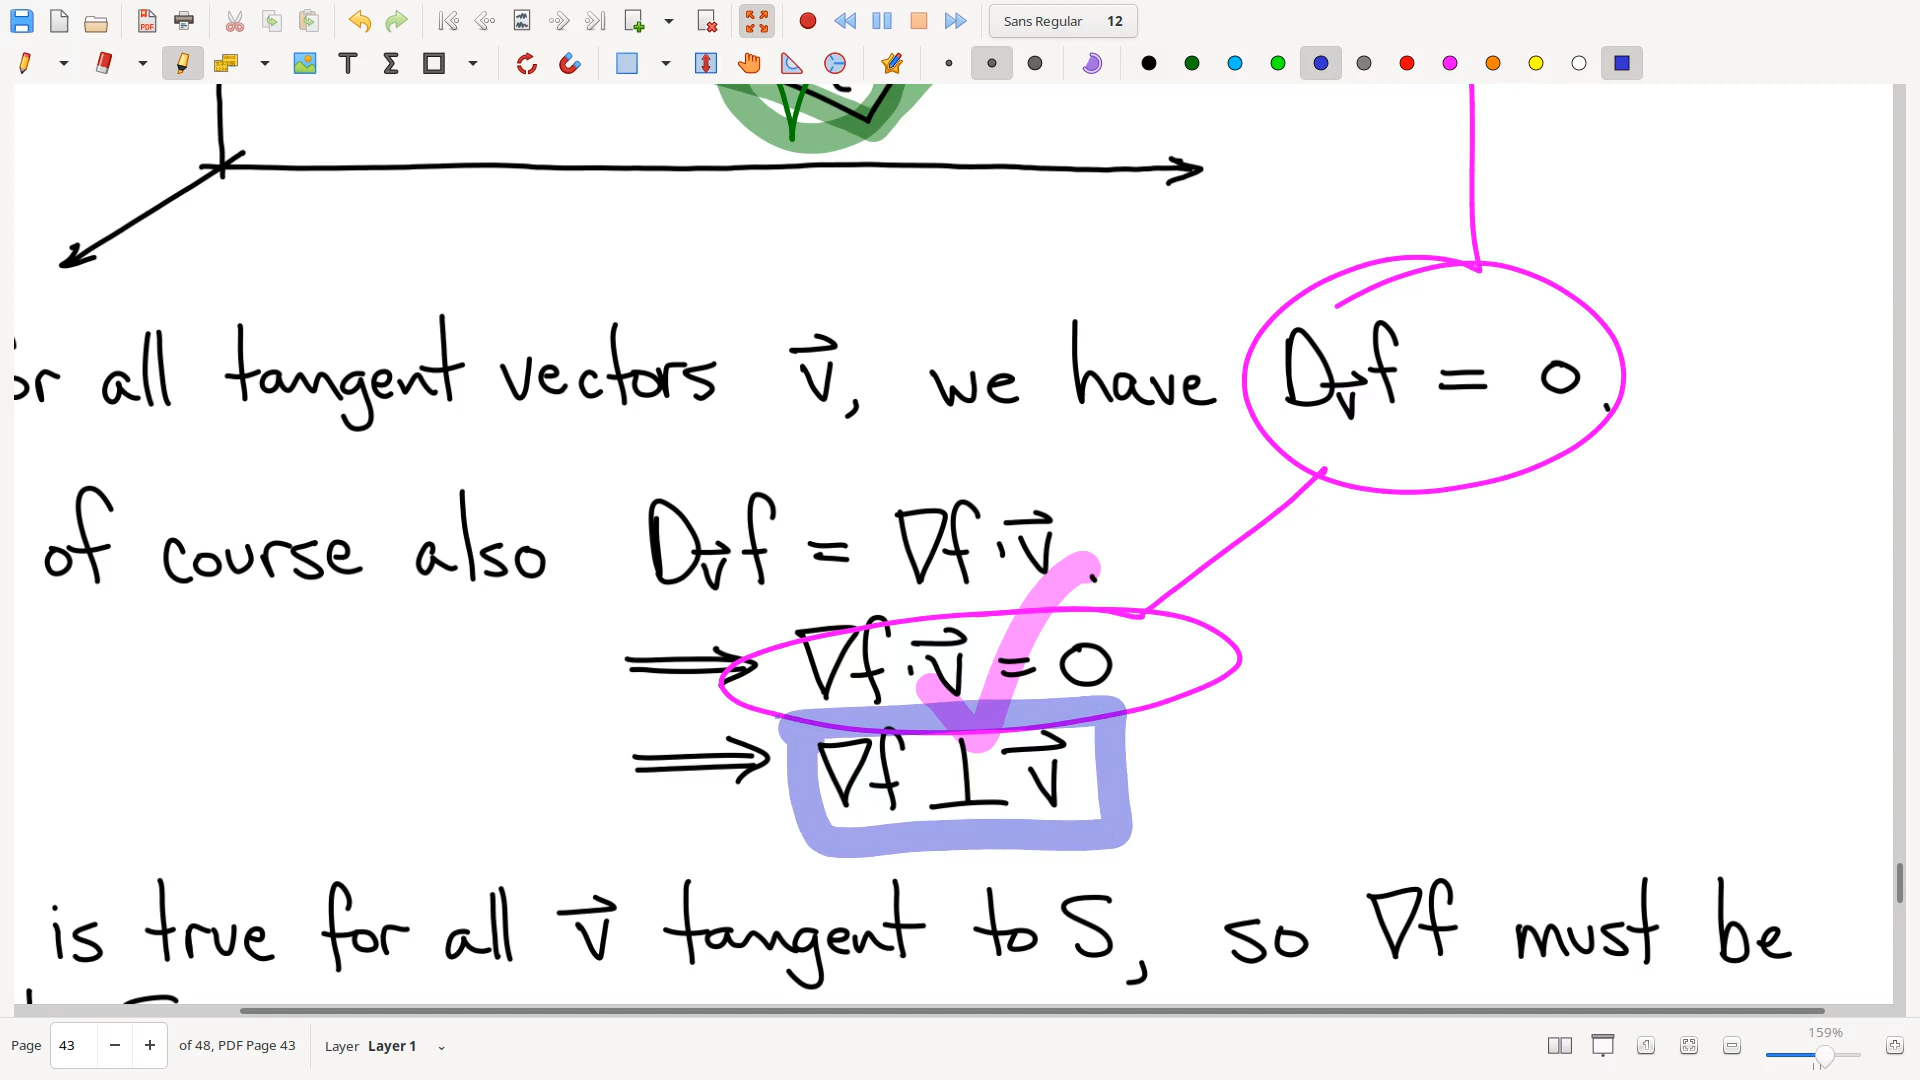 Sans Regular 12
or all tangent vectors v⃗, we have D_v⃗ f = 0.
of course also D_v⃗ f = ∇f · v⃗.
⟹ ∇f · v⃗ = 0
⟹ ∇f ⊥ v⃗
is true for all v⃗ tangent to S, so ∇f must be
Page 43 of 48, PDF Page 43 Layer Layer 1 159%